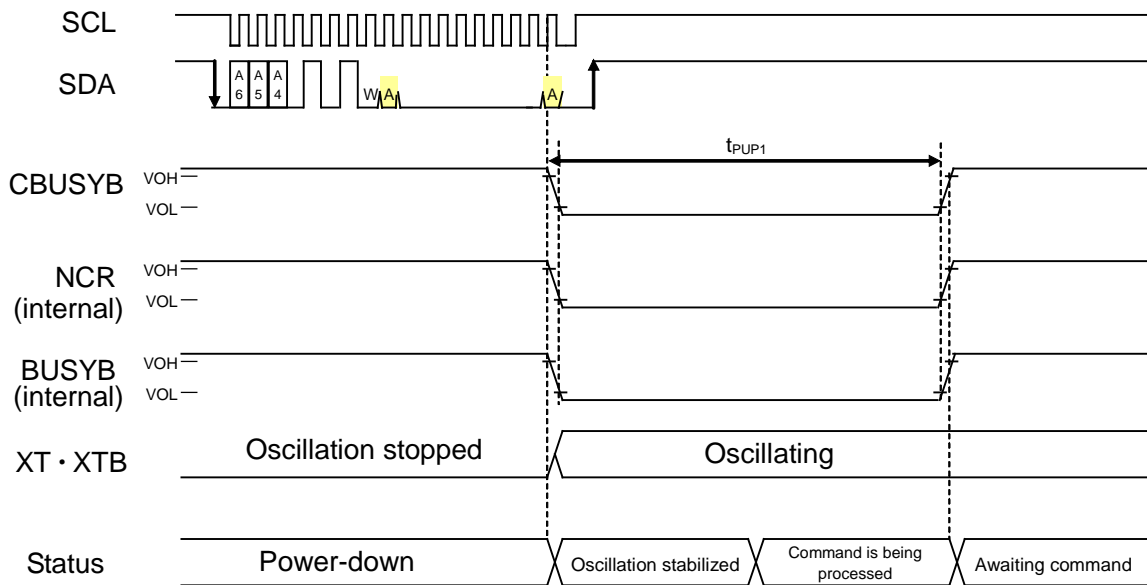 SCL
SDA
A
6
A
5
A
4
W
A
A
tPUP1
CBUSYB
VOH
VOL
NCR
(internal)
VOH
VOL
BUSYB
(internal)
VOH
VOL
XT・XTB
Oscillation stopped
Oscillating
Status
Power-down
Oscillation stabilized
Command is being
processed
Awaiting command